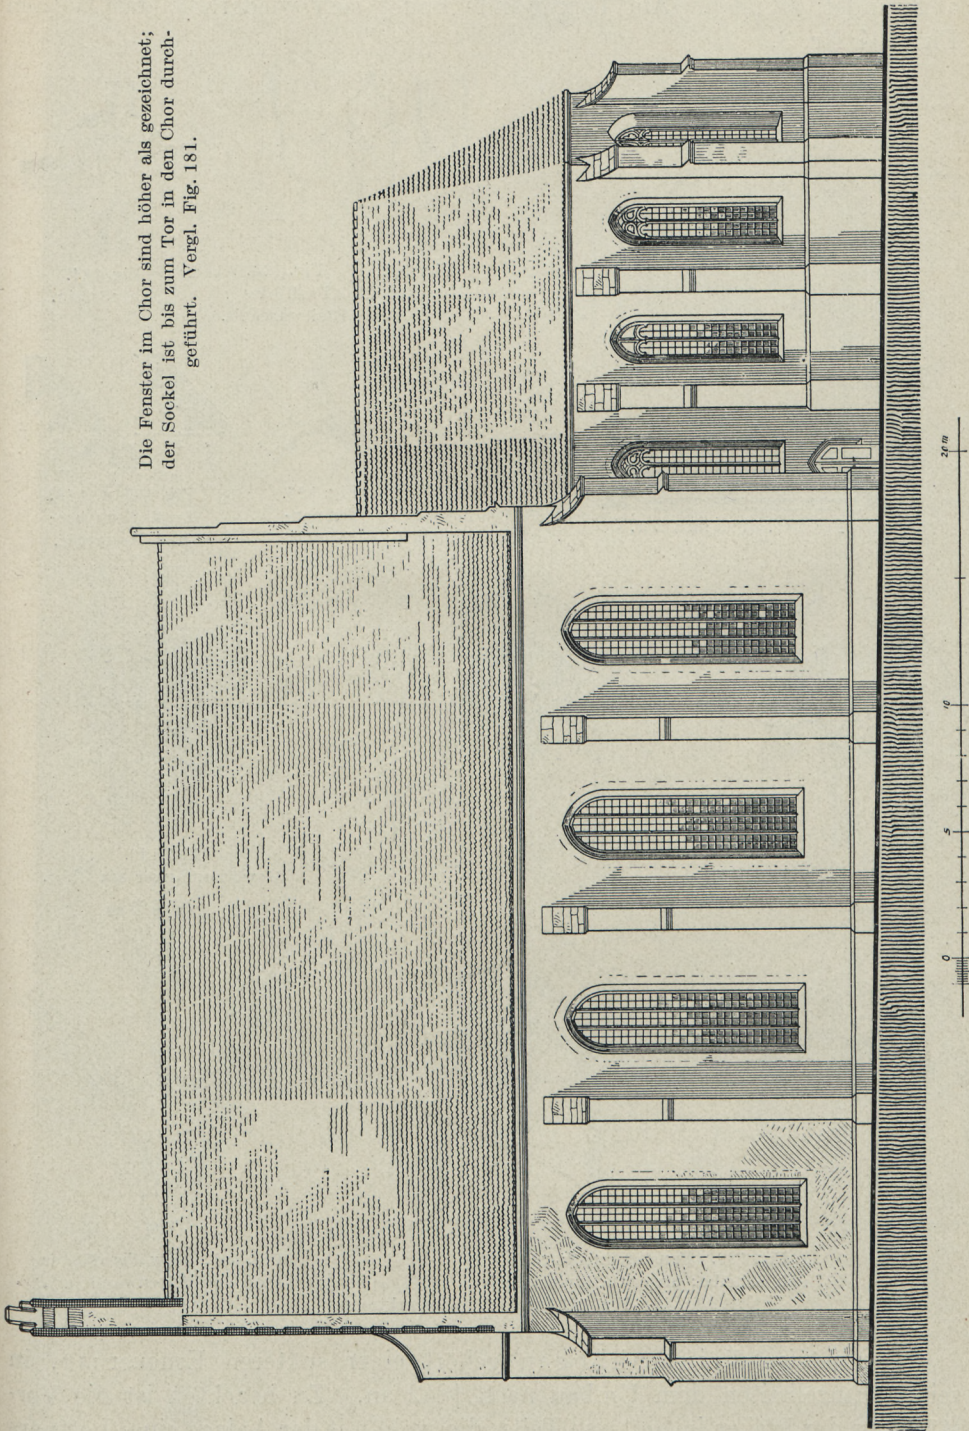 Die Fenster im Chor sind höher als gezeichnet;
der Sockel ist bis zum Tor in den Chor durch-
geführt. Vergl. Fig. 181.
0 5 10 20 m